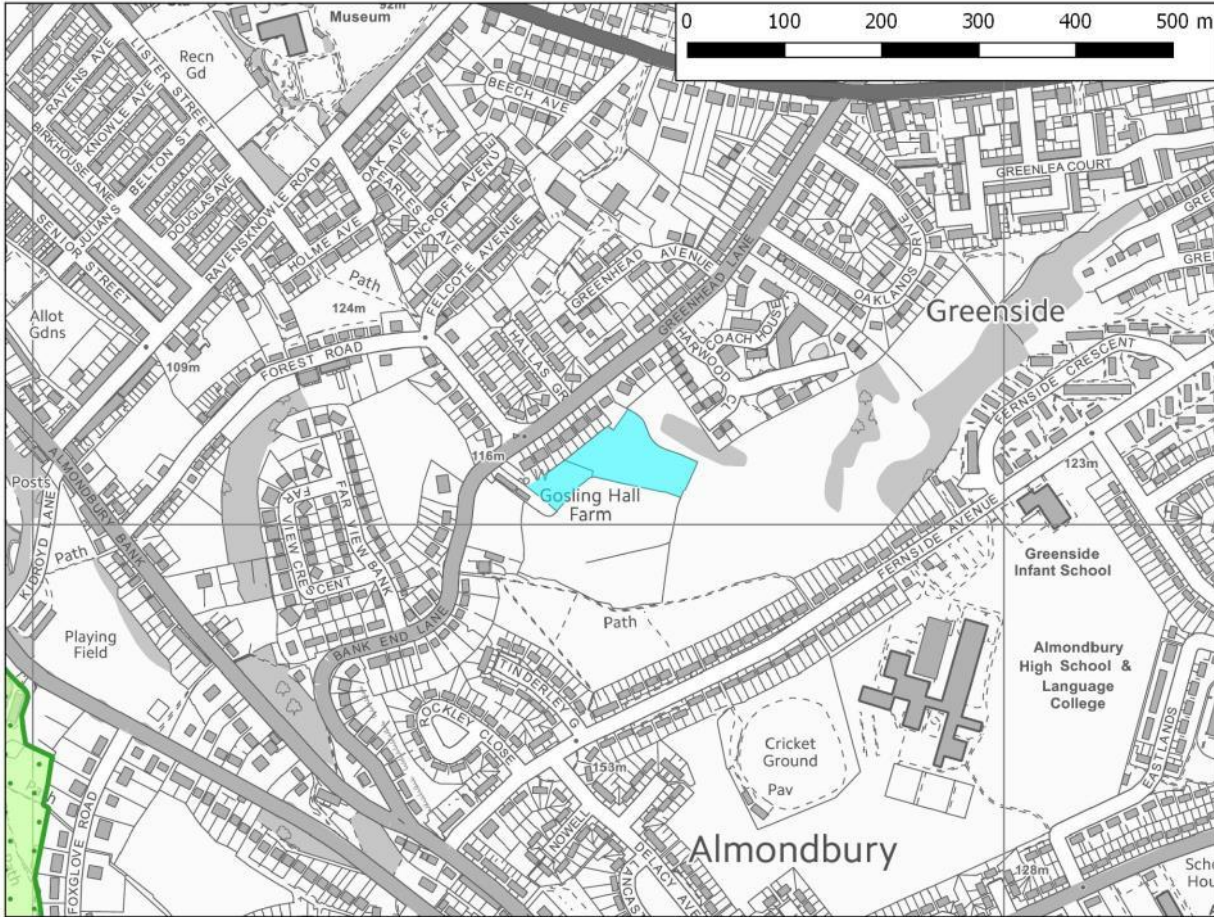 92m
Museum
0 100 200 300 400 500 m
Recn
Gd
LISTER STREET
RAVENS AVE
KNOWLE AVE
BIRKHOUSE LANE
BELTON ST
JULIANS
DOUGLAS AVE
SENIOR STREET
RAVENSKNOWLE ROAD
HOLME AVE
OAK AVE
TEARLES AVE
LINCROFT AVENUE
FELCOTE AVENUE
BEECH AVE
GREENLEA COURT
GREENHEAD AVENUE
GREENHEAD LANE
OAKLANDS DRIVE
Path
124m
Allot
Gdns
109m
FOREST ROAD
HALLAS GR
COACH HOUSE
HARWOOD CL
Greenside
FERNSIDE CRESCENT
116m
123m
Posts
ALMONDBURY BANK
KIDROYD LANE
Path
FAR VIEW BANK
FAR VIEW CRESCENT
Gosling Hall
Farm
FERNSIDE AVENUE
Greenside
Infant School
Playing
Field
BANK END LANE
Path
TINDERLEY G
ROCKLEY CLOSE
Almondbury
High School &
Language
College
EASTLANDS
Cricket
Ground
Pav
153m
NOWELL
DELACY AVE
LANCAS
Almondbury
128m
FOXGLOVE ROAD